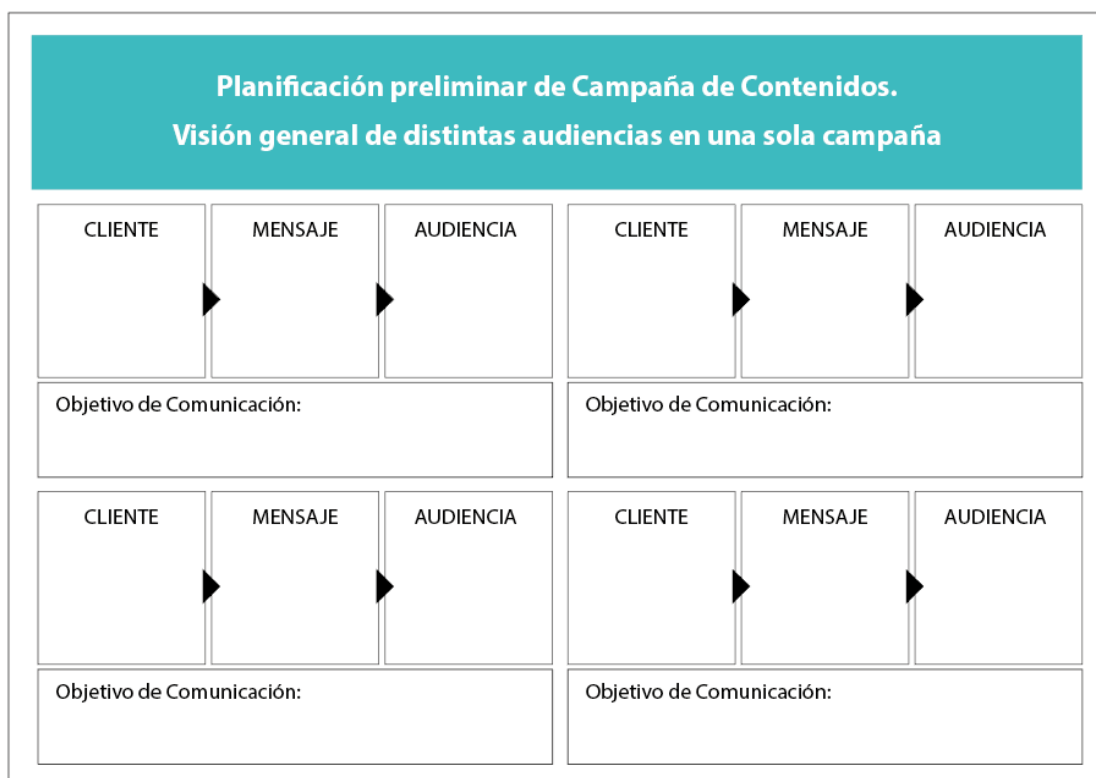 Planificación preliminar de Campaña de Contenidos.
Visión general de distintas audiencias en una sola campaña
CLIENTE
MENSAJE
AUDIENCIA
Objetivo de Comunicación:
CLIENTE
MENSAJE
AUDIENCIA
Objetivo de Comunicación:
CLIENTE
MENSAJE
AUDIENCIA
Objetivo de Comunicación:
CLIENTE
MENSAJE
AUDIENCIA
Objetivo de Comunicación: